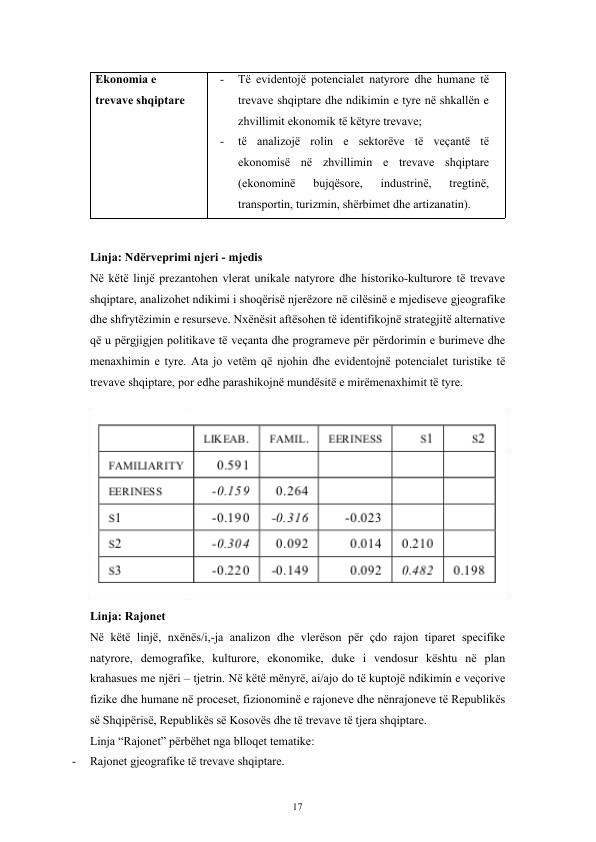 Ekonomia e
trevave shqiptare
- Të evidentojë potencialet natyrore dhe humane të
trevave shqiptare dhe ndikimin e tyre në shkallën e
zhvillimit ekonomik të këtyre trevave;
- të analizojë rolin e sektorëve të veçantë të
ekonomisë në zhvillimin e trevave shqiptare
(ekonominë bujqësore, industrinë, tregtinë,
transportin, turizmin, shërbimet dhe artizanatin).
Linja: Ndërveprimi njeri - mjedis
Në këtë linjë prezantohen vlerat unikale natyrore dhe historiko-kulturore të trevave
shqiptare, analizohet ndikimi i shoqërisë njerëzore në cilësinë e mjediseve gjeografike
dhe shfrytëzimin e resurseve. Nxënësit aftësohen të identifikojnë strategjitë alternative
që u përgjigjen politikave të veçanta dhe programeve për përdorimin e burimeve dhe
menaxhimin e tyre. Ata jo vetëm që njohin dhe evidentojnë potencialet turistike të
trevave shqiptare, por edhe parashikojnë mundësitë e mirëmenaxhimit të tyre.
LIKEAB. FAMIL. EERINESS S1 S2
FAMILIARITY 0.591
EERINESS -0.159 0.264
S1 -0.190 -0.316 -0.023
S2 -0.304 0.092 0.014 0.210
S3 -0.220 -0.149 0.092 0.482 0.198
Linja: Rajonet
Në këtë linjë, nxënës/i,-ja analizon dhe vlerëson për çdo rajon tiparet specifike
natyrore, demografike, kulturore, ekonomike, duke i vendosur kështu në plan
krahasues me njëri – tjetrin. Në këtë mënyrë, ai/ajo do të kuptojë ndikimin e veçorive
fizike dhe humane në proceset, fizionominë e rajoneve dhe nënrajoneve të Republikës
së Shqipërisë, Republikës së Kosovës dhe të trevave të tjera shqiptare.
Linja “Rajonet” përbëhet nga blloqet tematike:
- Rajonet gjeografike të trevave shqiptare.
17